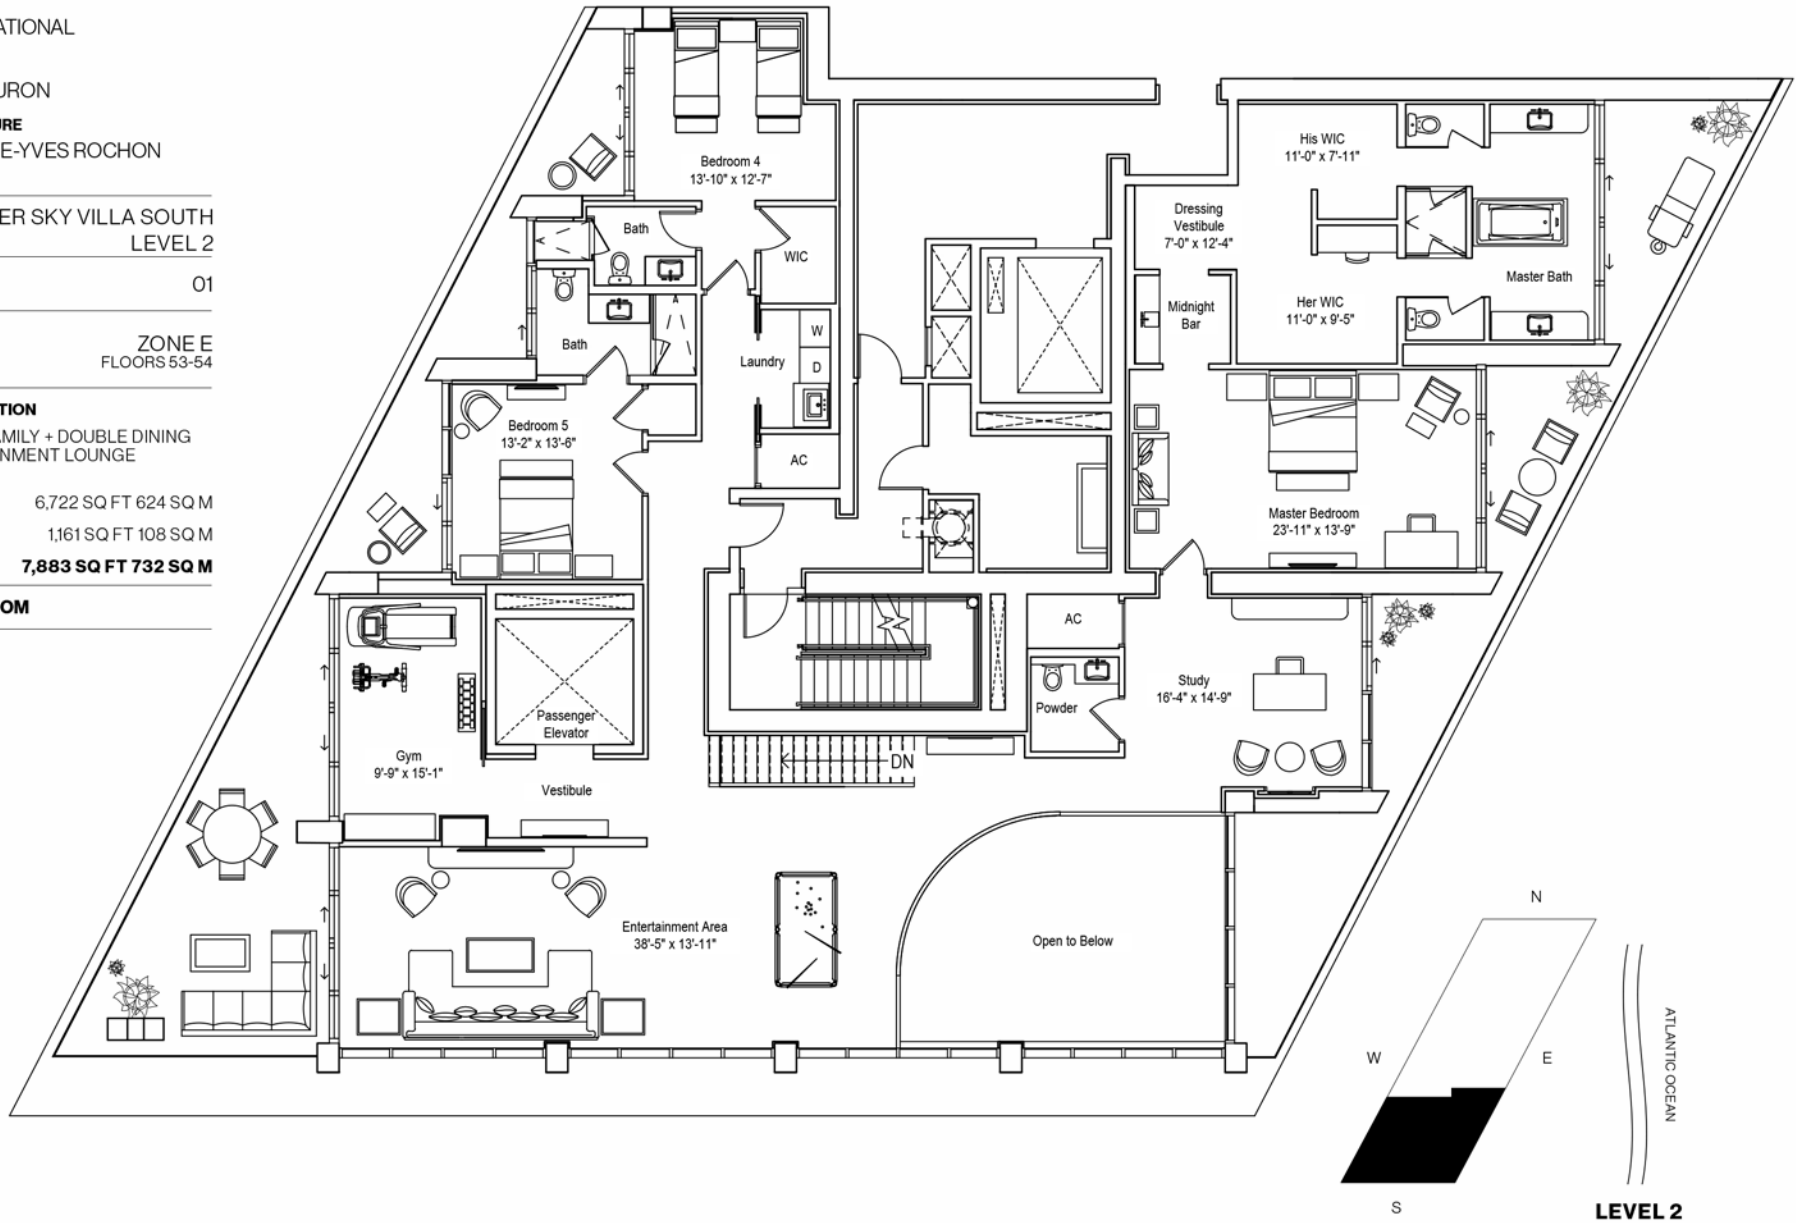 ATIONAL
URON
URE
E-YVES ROCHON
ER SKY VILLA SOUTH
LEVEL 2
01
ZONE E
FLOORS 53-54
TION
AMILY + DOUBLE DINING
NMENT LOUNGE
6,722 SQ FT 624 SQ M
1,161 SQ FT 108 SQ M
7,883 SQ FT 732 SQ M
OM
Bedroom 4
13'-10" x 12'-7"
Bath
A
WIC
Bath
A
W
D
Laundry
Bedroom 5
13'-2" x 13'-6"
AC
His WIC
11'-0" x 7'-11"
Dressing
Vestibule
7'-0" x 12'-4"
Master Bath
Her WIC
11'-0" x 9'-5"
Midnight
Bar
Master Bedroom
23'-11" x 13'-9"
AC
Powder
Study
16'-4" x 14'-9"
Passenger
Elevator
Gym
9'-9" x 15'-1"
Vestibule
DN
Entertainment Area
38'-5" x 13'-11"
Open to Below
N
W
E
S
ATLANTIC OCEAN
LEVEL 2